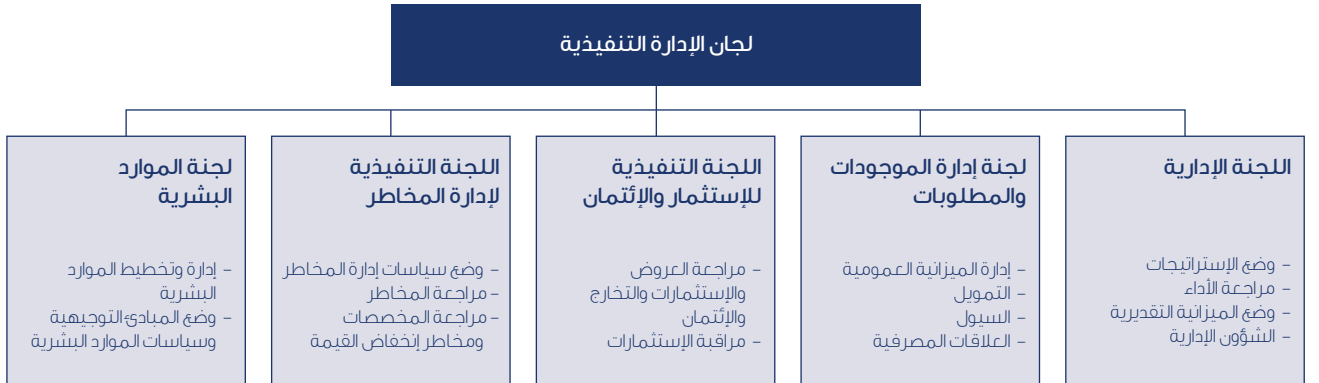 لجان الإدارة التنفيذية
اللجنة الإدارية
- وضع الإستراتيجات
- مراجعة الأداء
- وضع الميزانية التقديرية
- الشؤون الإدارية
لجنة إدارة الموجودات
والمطلوبات
- إدارة الميزانية العمومية
- التمويل
- السيول
- العلاقات المصرفية
اللجنة التنفيذية
للإستثمار والإئتمان
- مراجعة العروض
والإستثمارات والتخارج
والإئتمان
- مراقبة الإستثمارات
اللجنة التنفيذية
لإدارة المخاطر
- وضع سياسات إدارة المخاطر
- مراجعة المخاطر
- مراجعة المخصصات
ومخاطر إنخفاض القيمة
لجنة الموارد
البشرية
- إدارة وتخطيط الموارد
البشرية
- وضع المبادئ التوجيهية
وسياسات الموارد البشرية